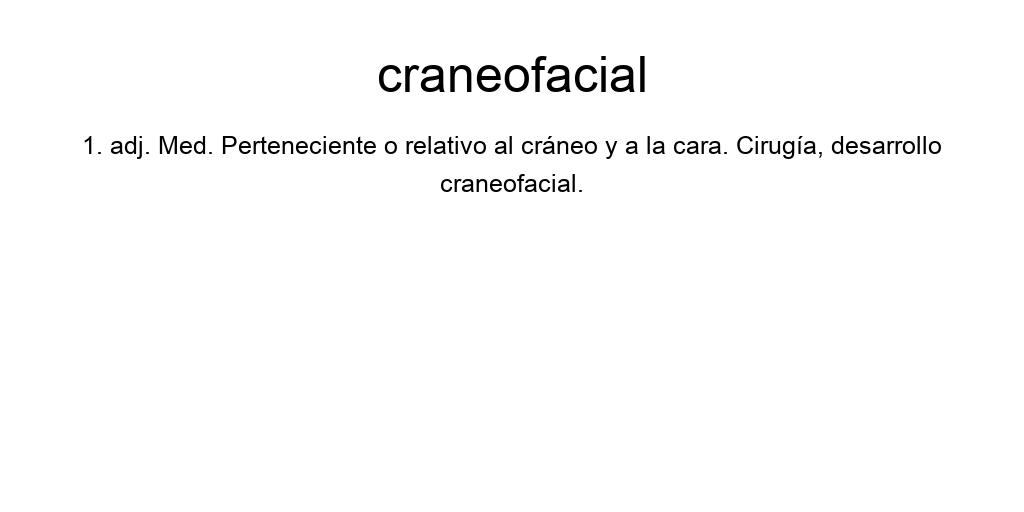 craneofacial
1. adj. Med. Perteneciente o relativo al cráneo y a la cara. Cirugía, desarrollo
craneofacial.